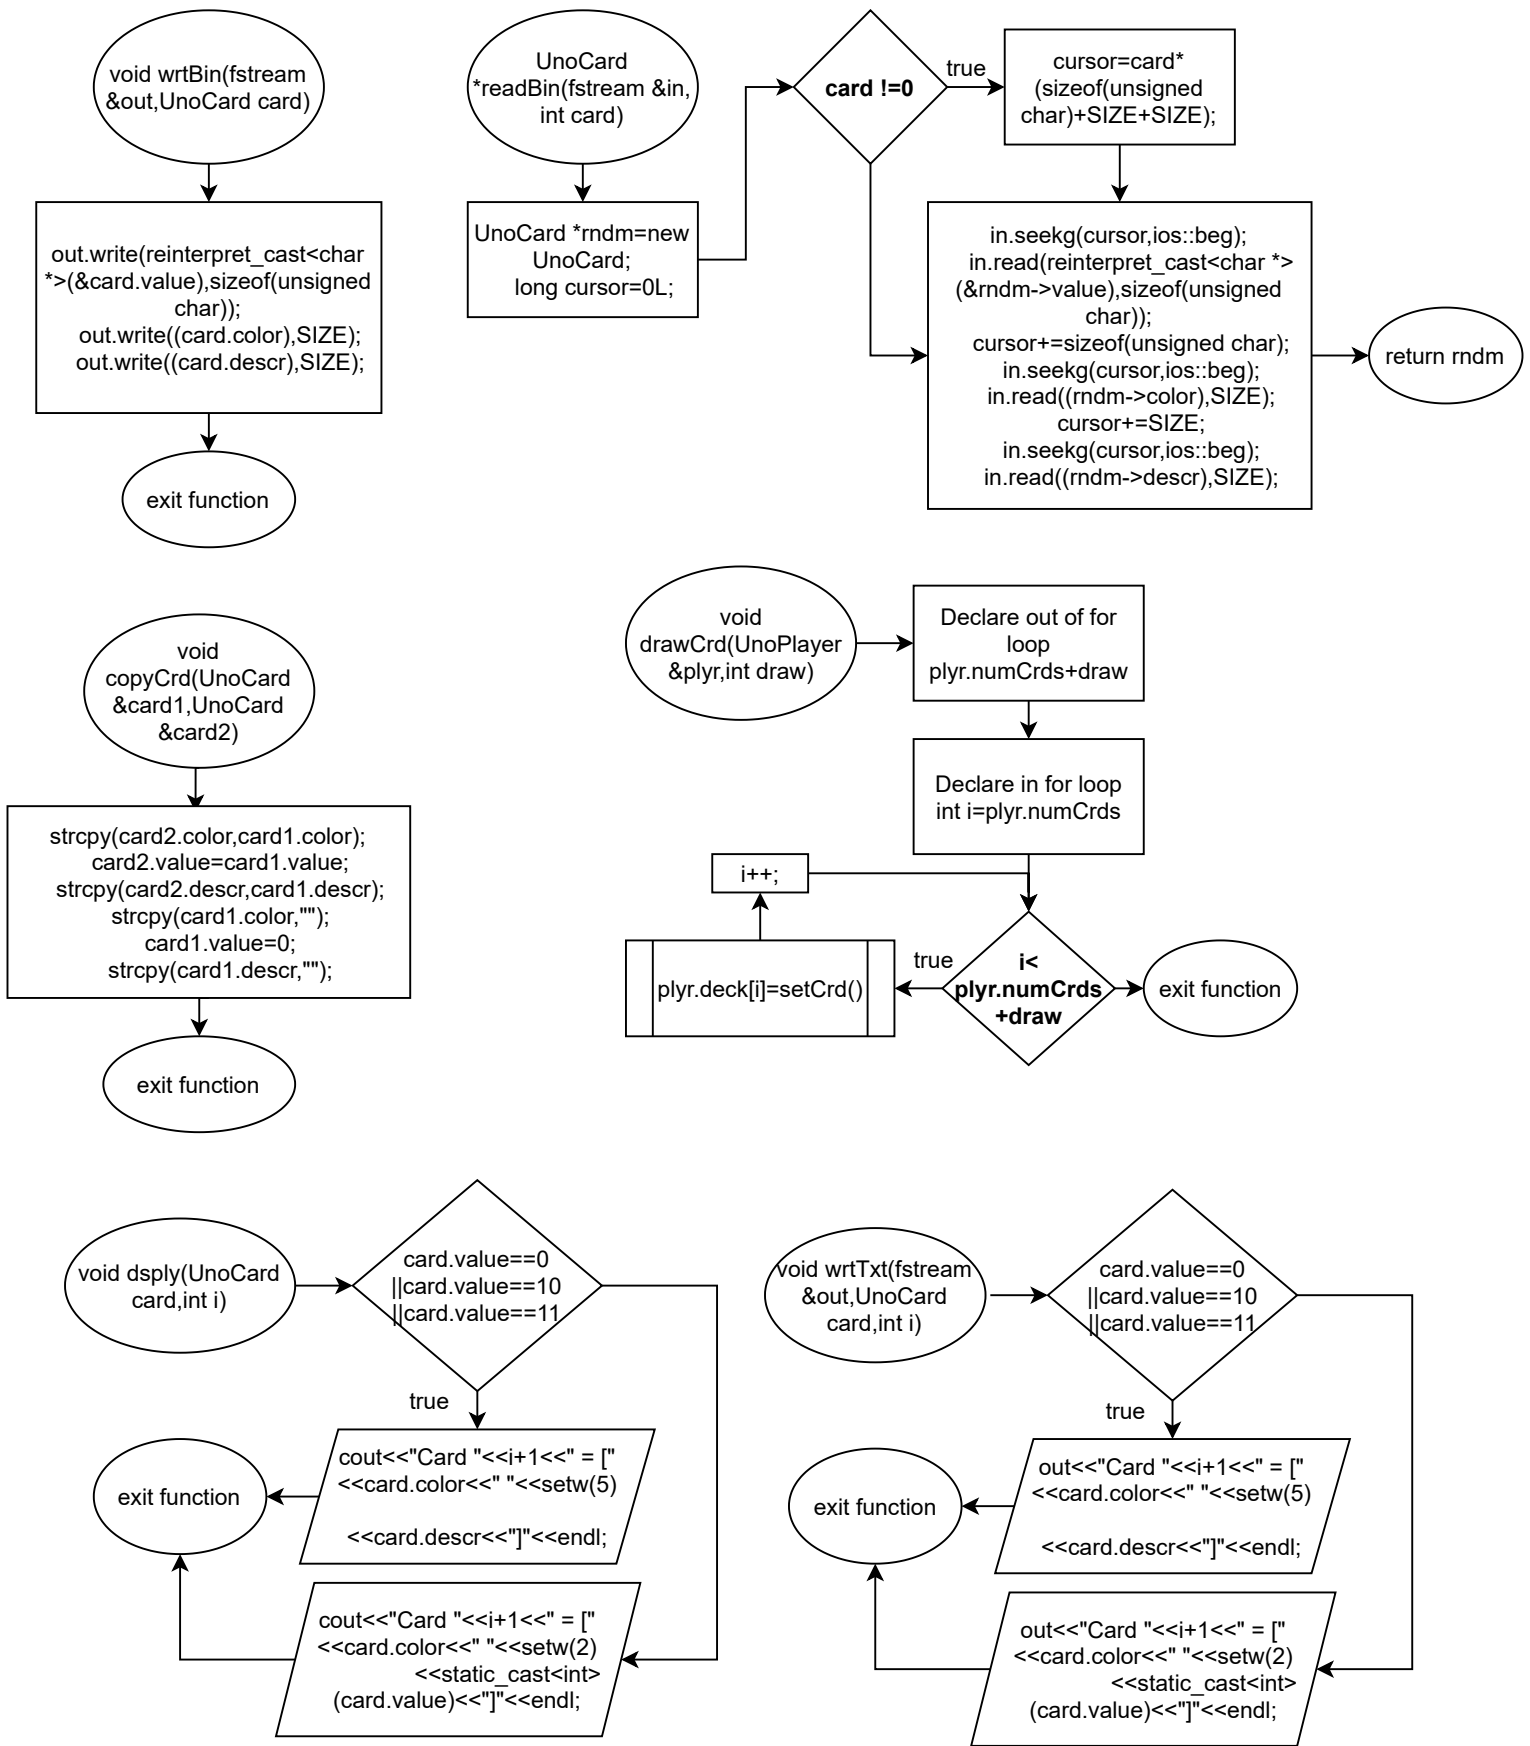 void wrtBin(fstream
&out,UnoCard card)
out.write(reinterpret_cast<char
*>(&card.value),sizeof(unsigned
char));
out.write((card.color),SIZE);
out.write((card.descr),SIZE);
exit function
UnoCard
*readBin(fstream &in,
int card)
UnoCard *rndm=new
UnoCard;
long cursor=0L;
card !=0
true
cursor=card*
(sizeof(unsigned
char)+SIZE+SIZE);
in.seekg(cursor,ios::beg);
in.read(reinterpret_cast<char *>
(&rndm->value),sizeof(unsigned
char));
cursor+=sizeof(unsigned char);
in.seekg(cursor,ios::beg);
in.read((rndm->color),SIZE);
cursor+=SIZE;
in.seekg(cursor,ios::beg);
in.read((rndm->descr),SIZE);
return rndm
void
copyCrd(UnoCard
&card1,UnoCard
&card2)
strcpy(card2.color,card1.color);
card2.value=card1.value;
strcpy(card2.descr,card1.descr);
strcpy(card1.color,"");
card1.value=0;
strcpy(card1.descr,"");
exit function
void
drawCrd(UnoPlayer
&plyr,int draw)
Declare out of for
loop
plyr.numCrds+draw
Declare in for loop
int i=plyr.numCrds
i++;
plyr.deck[i]=setCrd()
true
i<
plyr.numCrds
+draw
exit function
void dsply(UnoCard
card,int i)
card.value==0
||card.value==10
||card.value==11
true
cout<<"Card "<<i+1<<" = ["
<<card.color<<" "<<setw(5)
<<card.descr<<"]"<<endl;
exit function
cout<<"Card "<<i+1<<" = ["
<<card.color<<" "<<setw(2)
<<static_cast<int>
(card.value)<<"]"<<endl;
void wrtTxt(fstream
&out,UnoCard
card,int i)
card.value==0
||card.value==10
||card.value==11
true
out<<"Card "<<i+1<<" = ["
<<card.color<<" "<<setw(5)
<<card.descr<<"]"<<endl;
exit function
out<<"Card "<<i+1<<" = ["
<<card.color<<" "<<setw(2)
<<static_cast<int>
(card.value)<<"]"<<endl;